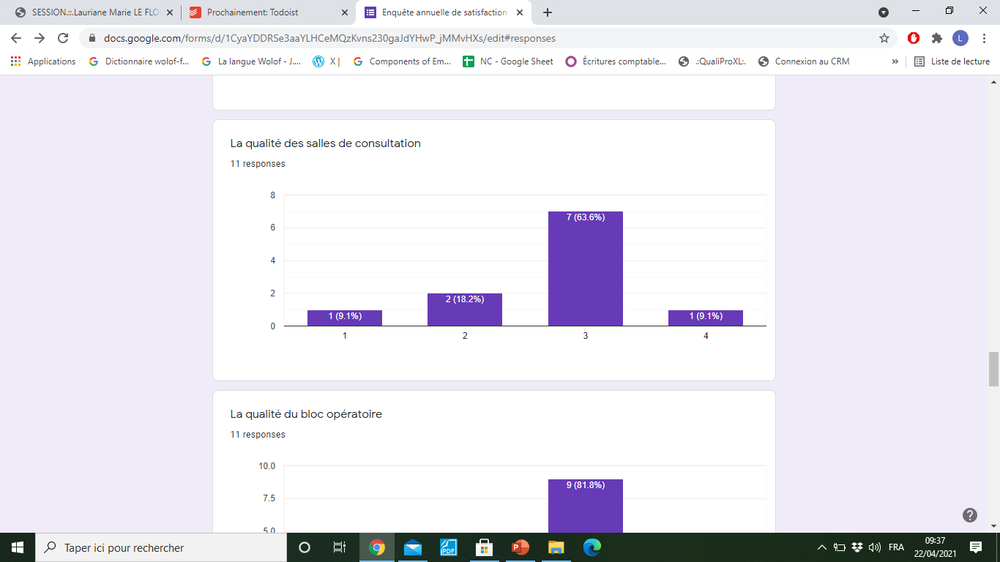 SESSION.::.Lauriane Marie LE FLO
Prochainement: Todoist
Enquête annuelle de satisfaction
docs.google.com/forms/d/1CyaYDDRSe3aaYLHCeMQzKvns230gaJdYHwP_jMMvHXs/edit#responses
L
Applications
Dictionnaire wolof-f...
La langue Wolof - J....
X |
Components of Em...
NC - Google Sheet
Écritures comptable...
.:QualiProXL:.
Connexion au CRM
»
Liste de lecture
La qualité des salles de consultation
11 responses
8
6
4
2
0
1 (9.1%)
2 (18.2%)
7 (63.6%)
1 (9.1%)
1 2 3 4
La qualité du bloc opératoire
11 responses
10.0
7.5
5.0
9 (81.8%)
Taper ici pour rechercher
PDF
FRA
09:37
22/04/2021